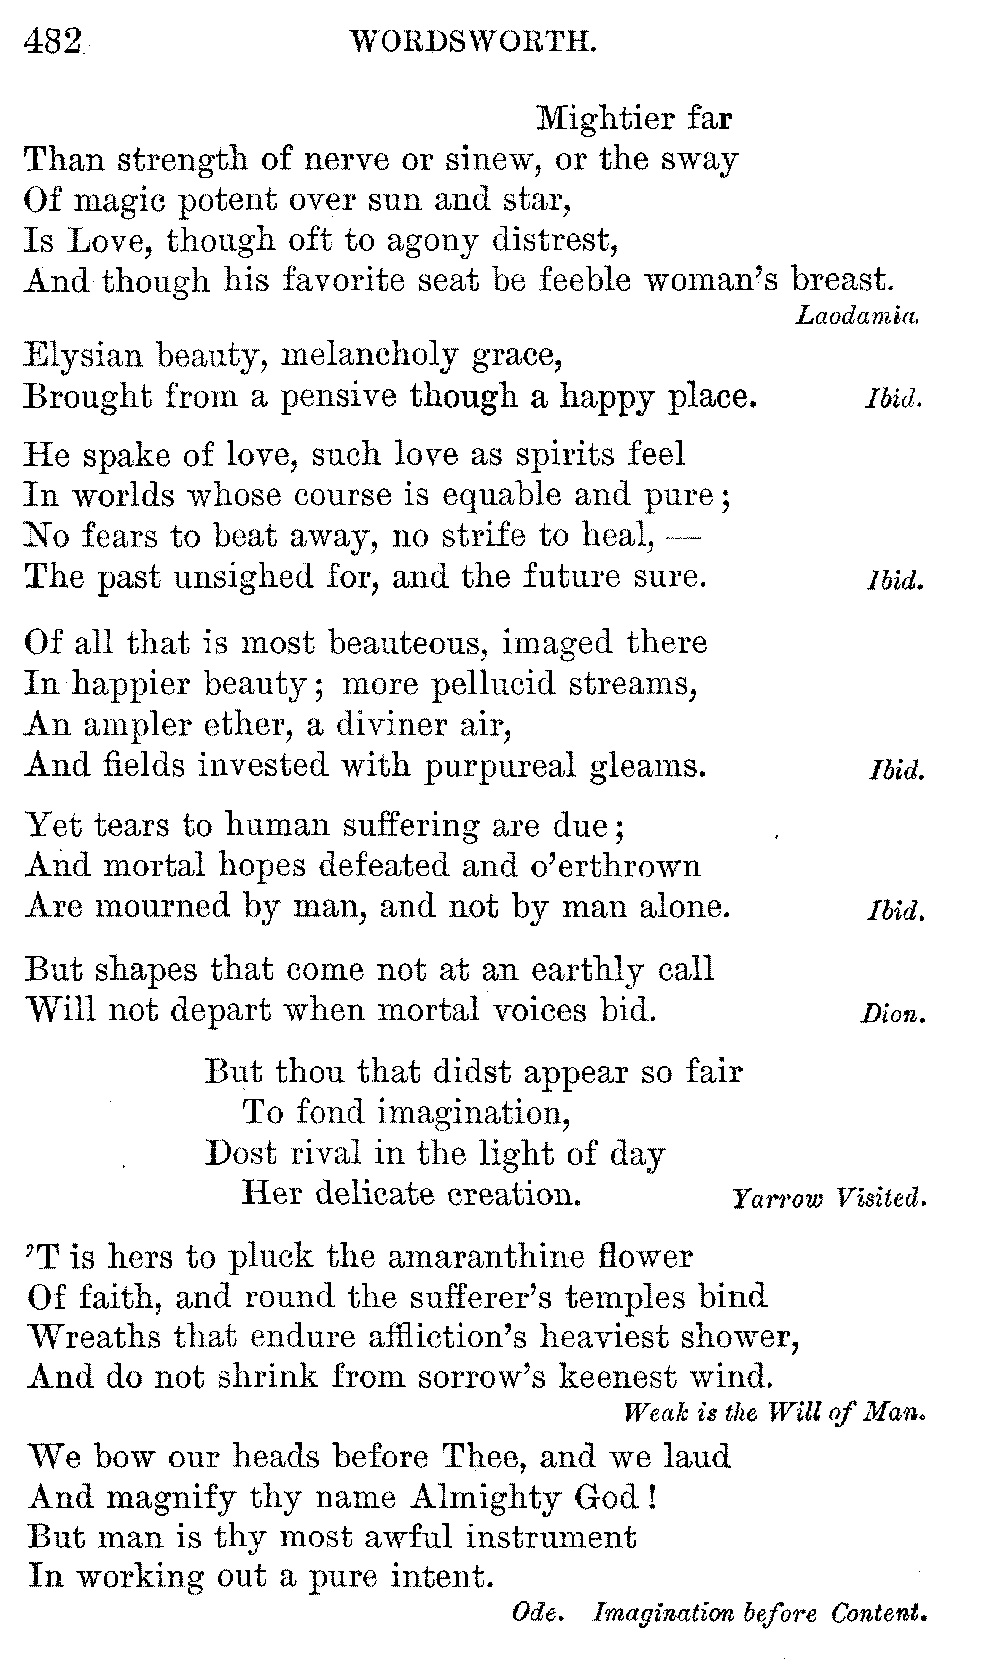 482 WORDSWORTH.
Mightier far
Than strength of nerve or sinew, or the sway
Of magic potent over sun and star,
Is Love, though oft to agony distrest,
And though his favorite seat be feeble woman's breast.
Laodamia.
Elysian beauty, melancholy grace,
Brought from a pensive though a happy place. Ibid.
He spake of love, such love as spirits feel
In worlds whose course is equable and pure;
No fears to beat away, no strife to heal, —
The past unsighed for, and the future sure. Ibid.
Of all that is most beauteous, imaged there
In happier beauty; more pellucid streams,
An ampler ether, a diviner air,
And fields invested with purpureal gleams. Ibid.
Yet tears to human suffering are due;
And mortal hopes defeated and o'erthrown
Are mourned by man, and not by man alone. Ibid.
But shapes that come not at an earthly call
Will not depart when mortal voices bid. Dion.
But thou that didst appear so fair
To fond imagination,
Dost rival in the light of day
Her delicate creation. Yarrow Visited.
'T is hers to pluck the amaranthine flower
Of faith, and round the sufferer's temples bind
Wreaths that endure affliction's heaviest shower,
And do not shrink from sorrow's keenest wind.
Weak is the Will of Man.
We bow our heads before Thee, and we laud
And magnify thy name Almighty God!
But man is thy most awful instrument
In working out a pure intent.
Ode. Imagination before Content.